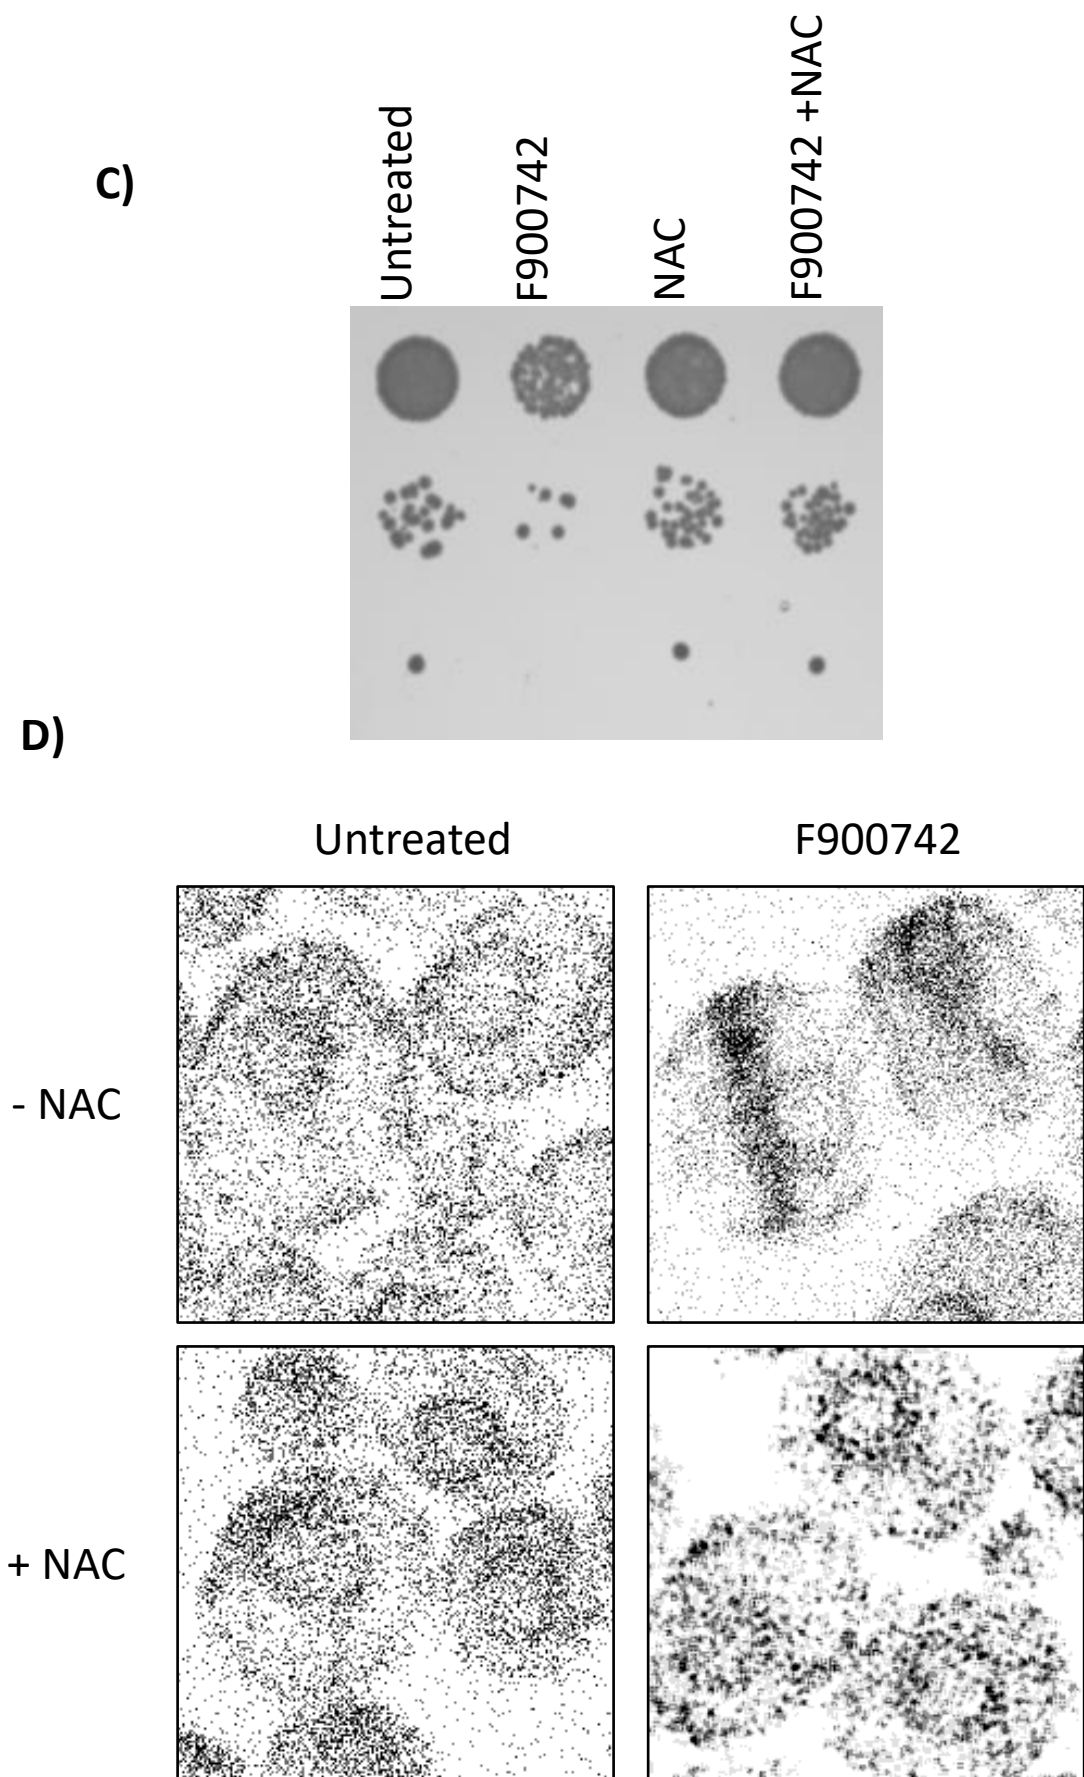 C)
Untreated
F900742
NAC
F900742 +NAC
D)
Untreated
F900742
- NAC
+ NAC